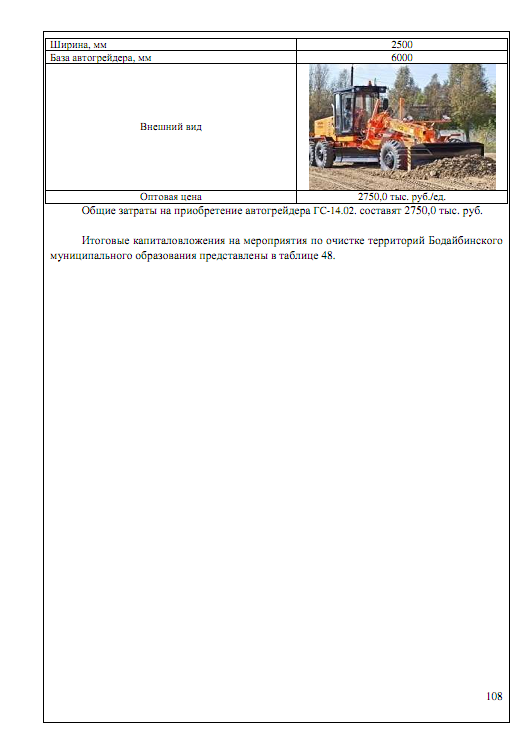 Ширина, мм 2500
База автогрейдера, мм 6000
Внешний вид
Оптовая цена 2750,0 тыс. руб./ед.
Общие затраты на приобретение автогрейдера ГС-14.02. составят 2750,0 тыс. руб.
Итоговые капиталовложения на мероприятия по очистке территорий Бодайбинского
муниципального образования представлены в таблице 48.
108